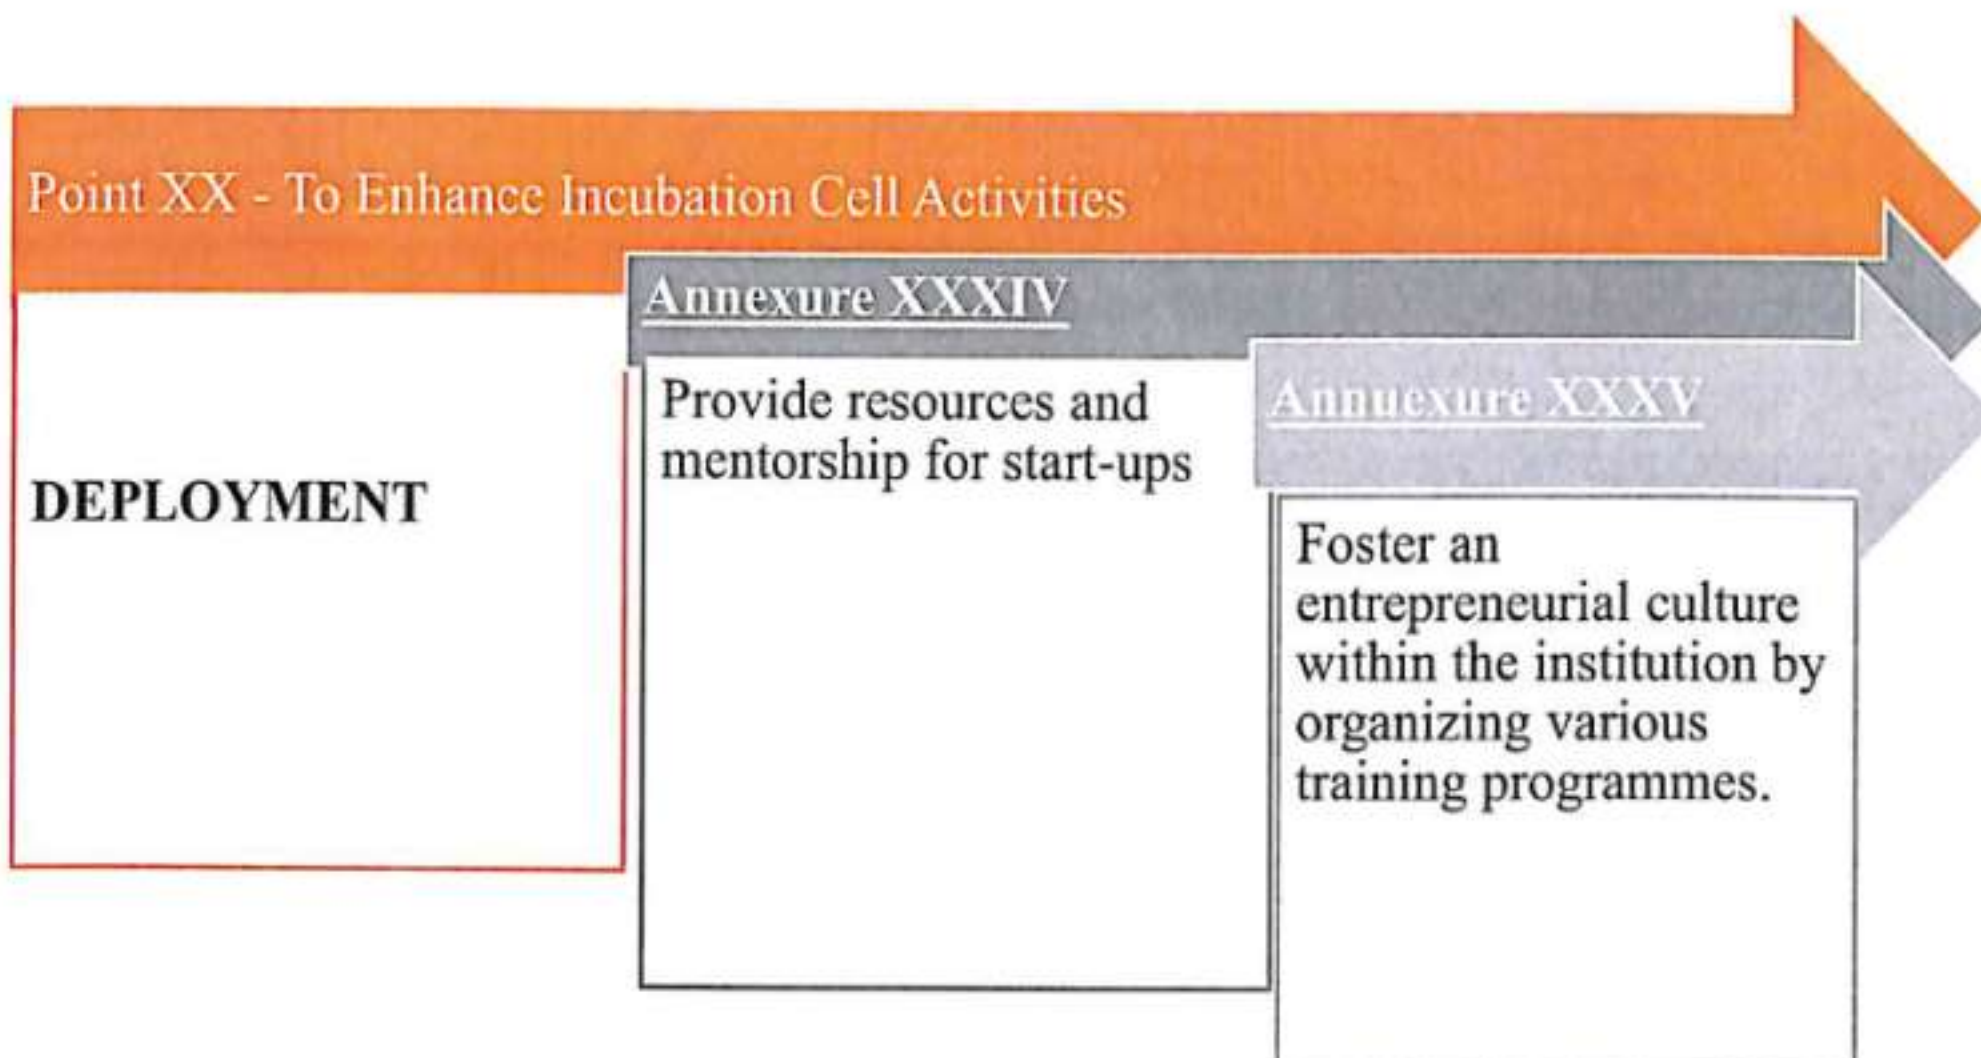 Point XX - To Enhance Incubation Cell Activities
Annexure XXXIV
Annuexure XXXV
DEPLOYMENT
Provide resources and
mentorship for start-ups
Foster an
entrepreneurial culture
within the institution by
organizing various
training programmes.